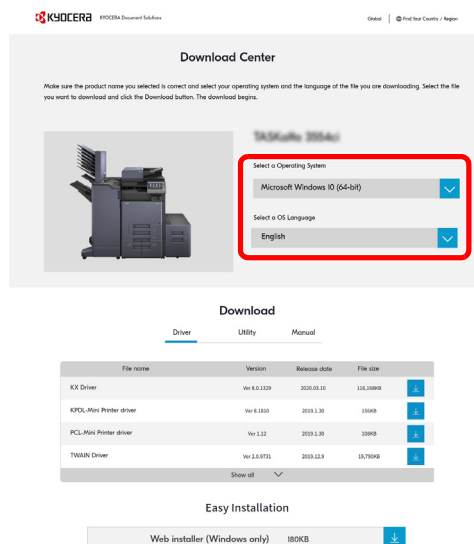 KYOCERA KYOCERA Document Solutions Global Find Your Country / Region
Download Center
Make sure the product name you selected is correct and select your operating system and the language of the file you are downloading. Select the file
you want to download and click the Download button. The download begins.
Select a Operating System
Microsoft Windows 10 (64-bit)
Select a OS Language
English
Download
Driver Utility Manual
File name Version Release date File size
KX Driver Ver 8.0.1329 2020.03.10 116,168KB
KPDL-Mini Printer driver Ver 8.1810 2019.1.30 156KB
PCL-Mini Printer driver Ver 1.12 2019.1.30 108KB
TWAIN Driver Ver 2.0.9731 2019.12.9 19,790KB
Show all
Easy Installation
Web installer (Windows only) 180KB